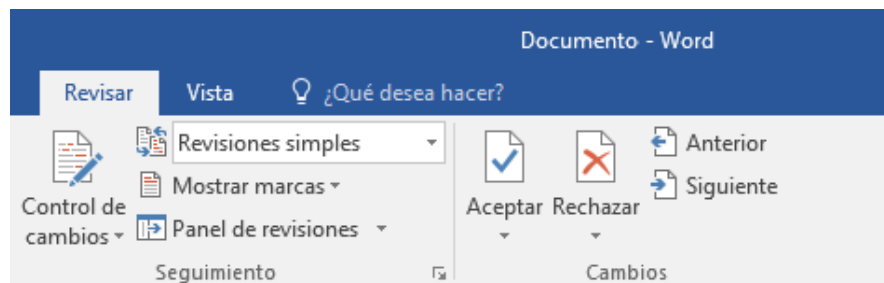 Documento - Word
Revisar Vista ¿Qué desea hacer?
Control de cambios
Revisiones simples
Mostrar marcas
Panel de revisiones
Seguimiento
Aceptar
Rechazar
Anterior
Siguiente
Cambios